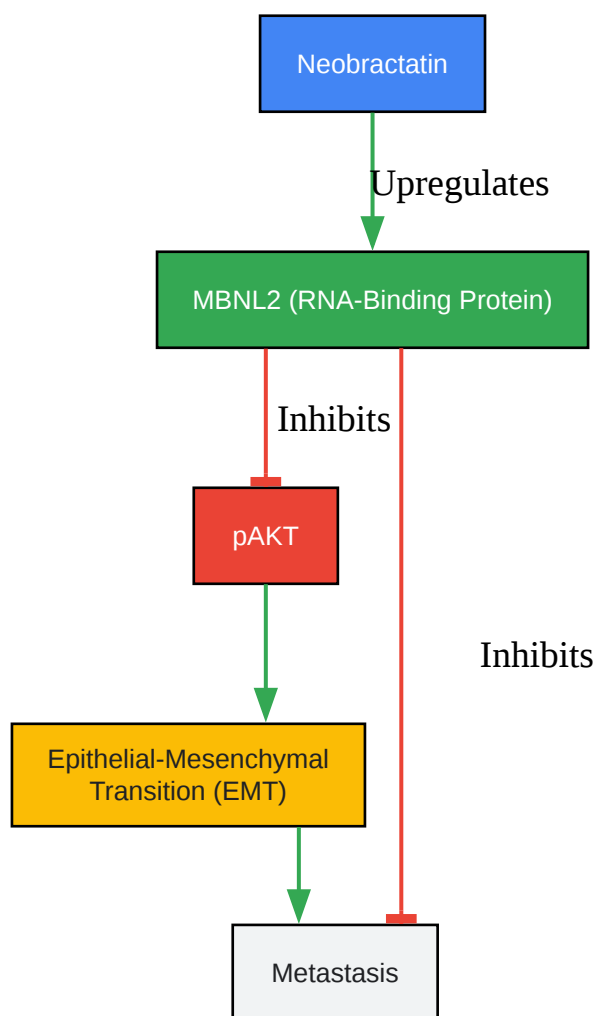 Neobractatin
Upregulates
MBNL2 (RNA-Binding Protein)
Inhibits
pAKT
Inhibits
Epithelial-Mesenchymal
Transition (EMT)
Metastasis